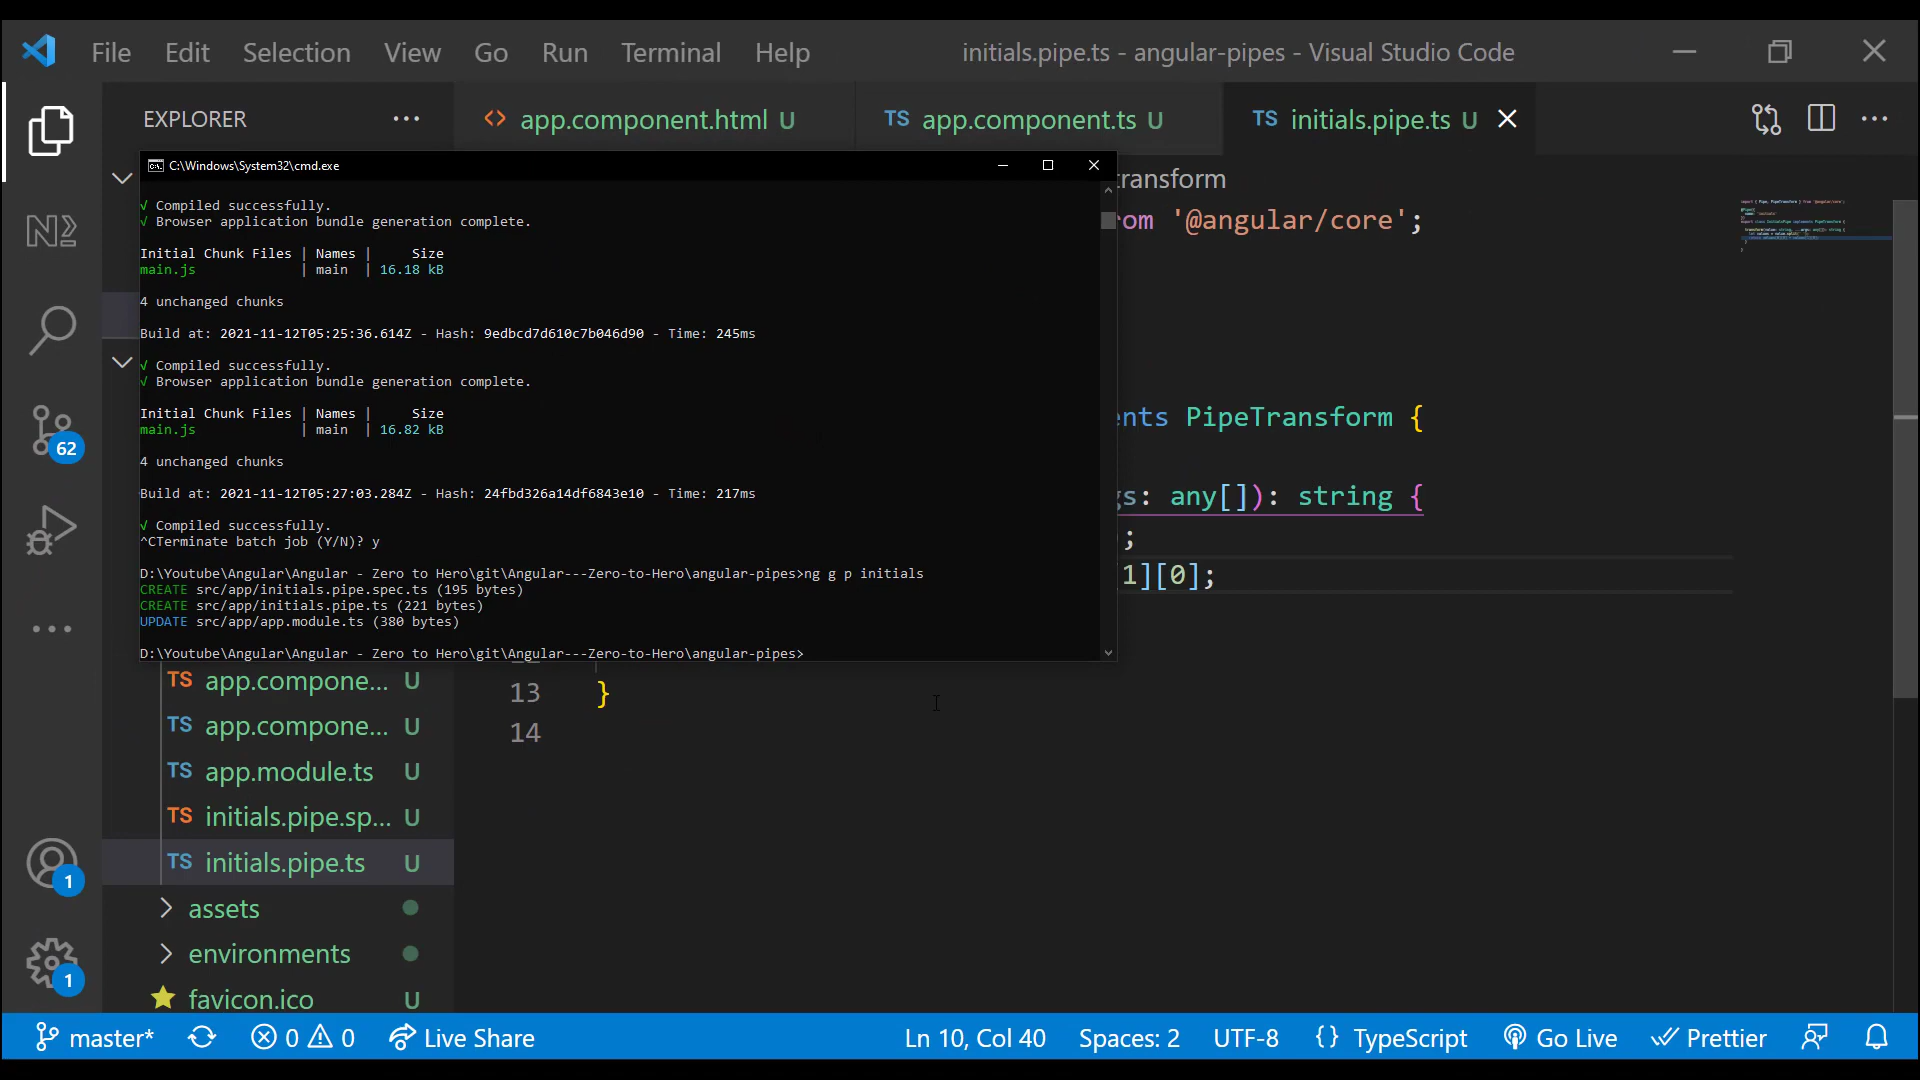 File Edit Selection View Go Run Terminal Help initials.pipe.ts - angular-pipes - Visual Studio Code
EXPLORER
app.component.html U
TS app.component.ts U
TS initials.pipe.ts U
C:\Windows\System32\cmd.exe
√ Compiled successfully.
√ Browser application bundle generation complete.
Initial Chunk Files | Names | Size
main.js | main | 16.18 kB
4 unchanged chunks
Build at: 2021-11-12T05:25:36.614Z - Hash: 9edbcd7d610c7b046d90 - Time: 245ms
√ Compiled successfully.
√ Browser application bundle generation complete.
Initial Chunk Files | Names | Size
main.js | main | 16.82 kB
4 unchanged chunks
Build at: 2021-11-12T05:27:03.284Z - Hash: 24fbd326a14df6843e10 - Time: 217ms
√ Compiled successfully.
^CTerminate batch job (Y/N)? y
D:\Youtube\Angular\Angular - Zero to Hero\git\Angular---Zero-to-Hero\angular-pipes>ng g p initials
CREATE src/app/initials.pipe.spec.ts (195 bytes)
CREATE src/app/initials.pipe.ts (221 bytes)
UPDATE src/app/app.module.ts (380 bytes)
D:\Youtube\Angular\Angular - Zero to Hero\git\Angular---Zero-to-Hero\angular-pipes>
transform
om '@angular/core';
ents PipeTransform {
gs: any[]): string {
;
[1][0];
13 }
14
62
TS app.compone... U
TS app.compone... U
TS app.module.ts U
TS initials.pipe.sp... U
TS initials.pipe.ts U
assets
environments
favicon.ico U
1
1
master* 0 0 Live Share Ln 10, Col 40 Spaces: 2 UTF-8 {} TypeScript Go Live Prettier